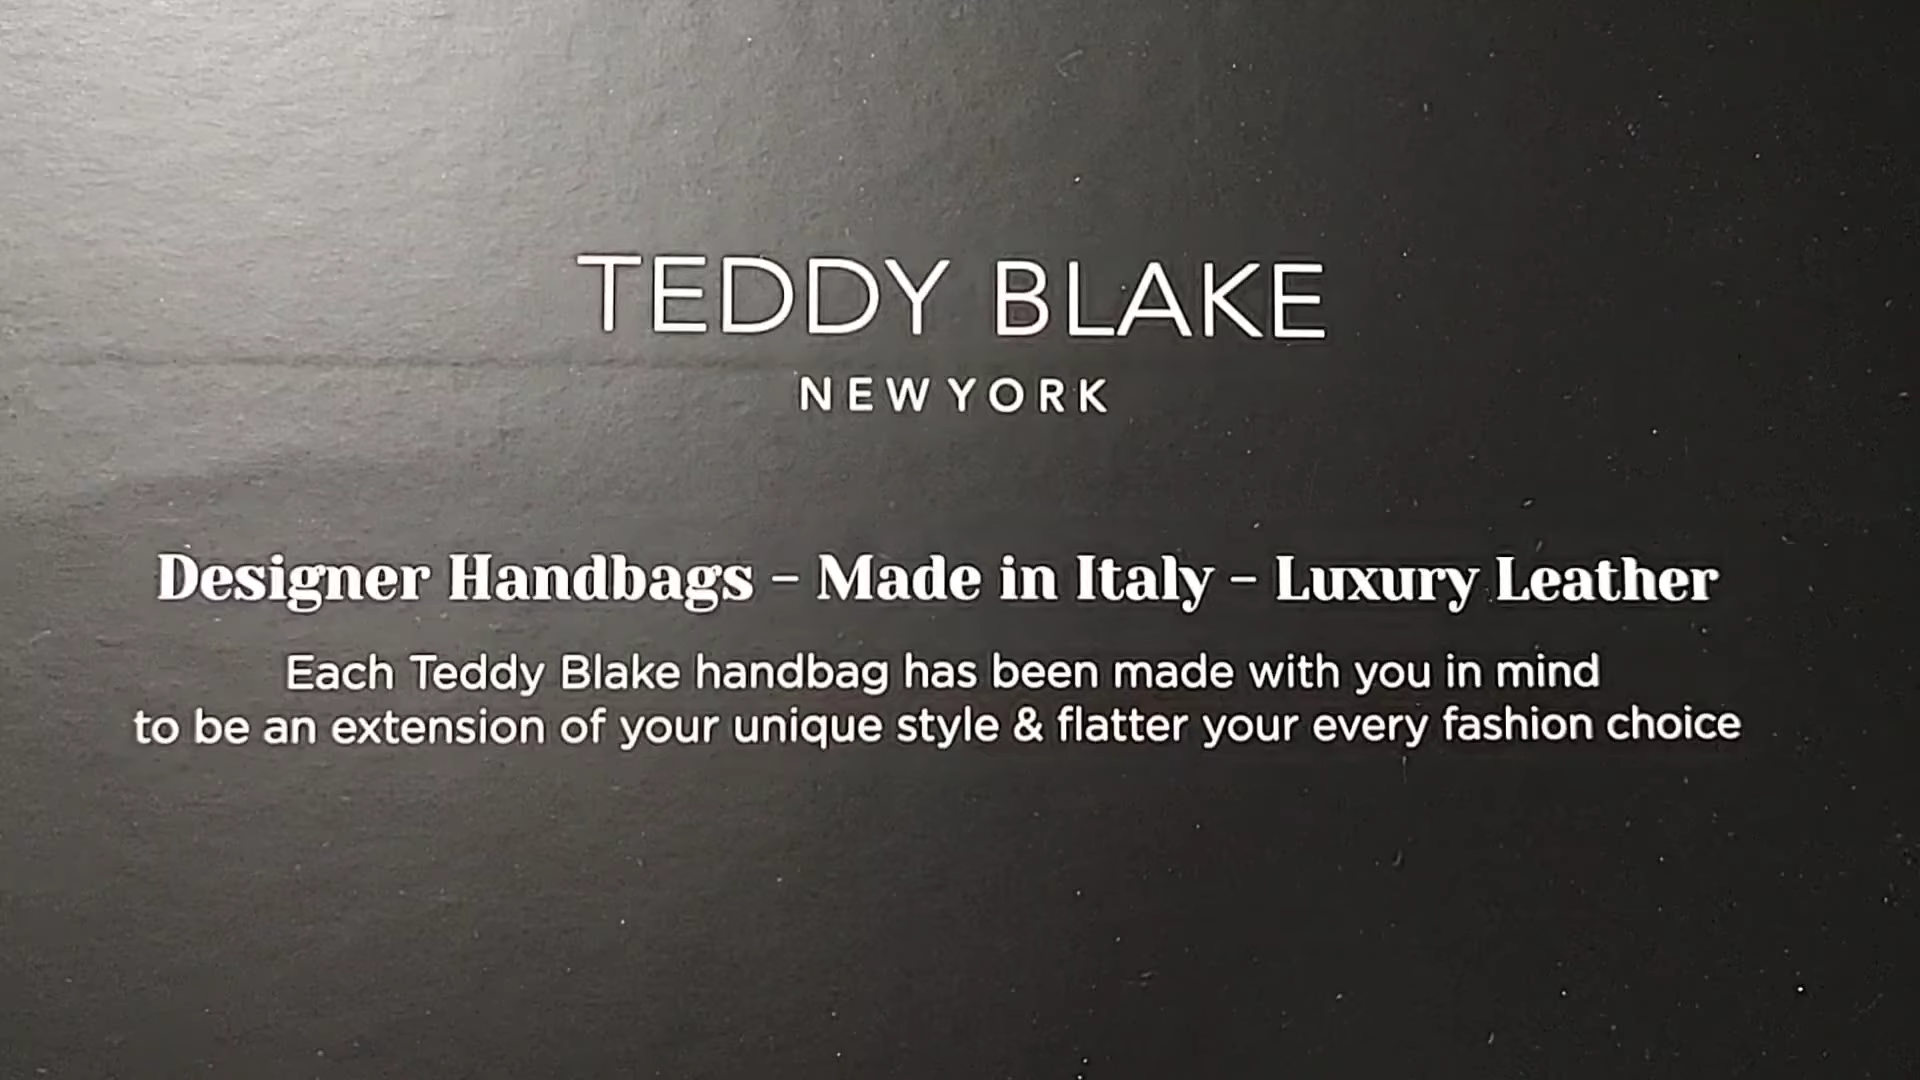 TEDDY BLAKE
NEW YORK
Designer Handbags – Made in Italy – Luxury Leather
Each Teddy Blake handbag has been made with you in mind
to be an extension of your unique style & flatter your every fashion choice